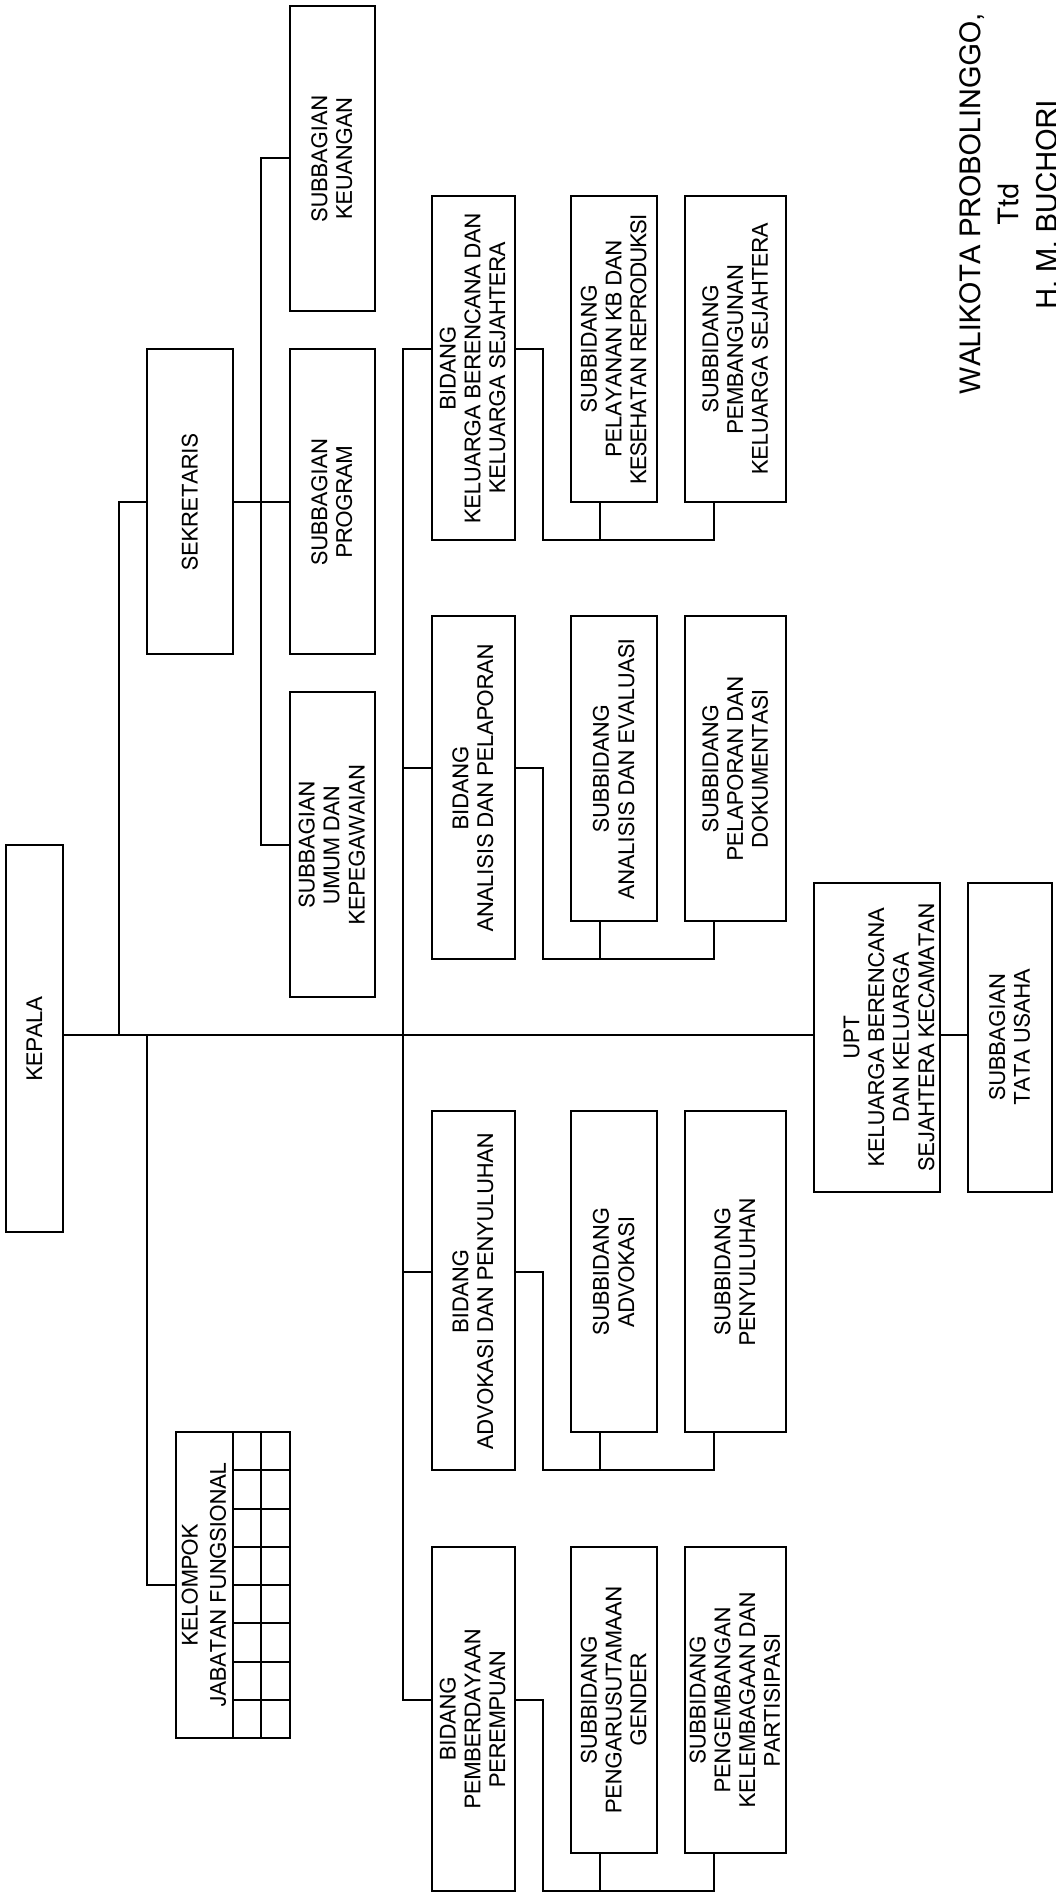 KEPALA
KELOMPOK
JABATAN FUNGSIONAL
SEKRETARIS
SUBBAGIAN
UMUM DAN
KEPEGAWAIAN
SUBBAGIAN
PROGRAM
SUBBAGIAN
KEUANGAN
BIDANG
PEMBERDAYAAN
PEREMPUAN
BIDANG
ADVOKASI DAN PENYULUHAN
BIDANG
ANALISIS DAN PELAPORAN
BIDANG
KELUARGA BERENCANA DAN
KELUARGA SEJAHTERA
SUBBIDANG
PENGARUSUTAMAAN
GENDER
SUBBIDANG
ADVOKASI
SUBBIDANG
ANALISIS DAN EVALUASI
SUBBIDANG
PELAYANAN KB DAN
KESEHATAN REPRODUKSI
SUBBIDANG
PENGEMBANGAN
KELEMBAGAAN DAN
PARTISIPASI
SUBBIDANG
PENYULUHAN
SUBBIDANG
PELAPORAN DAN
DOKUMENTASI
SUBBIDANG
PEMBANGUNAN
KELUARGA SEJAHTERA
UPT
KELUARGA BERENCANA
DAN KELUARGA
SEJAHTERA KECAMATAN
SUBBAGIAN
TATA USAHA
WALIKOTA PROBOLINGGO,
Ttd
H. M. BUCHORI